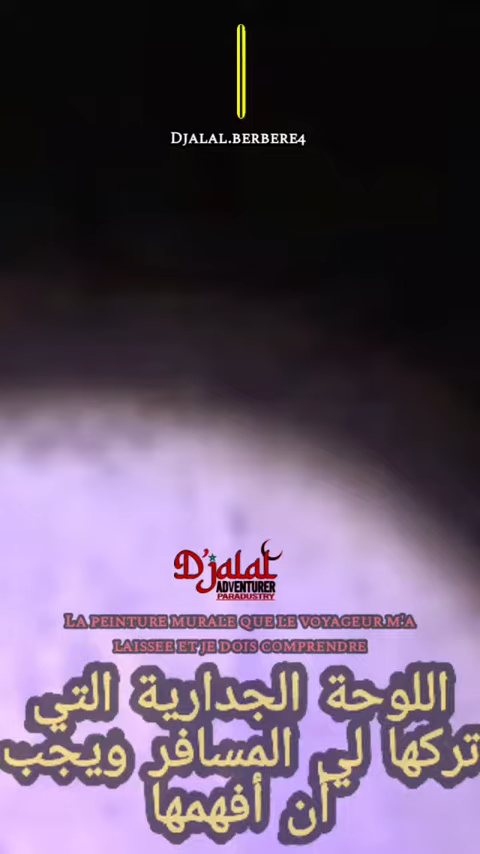 DJALAL.BERBERE4
D'jalal
ADVENTURER
PARADUSTRY
LA PEINTURE MURALE QUE LE VOYAGEUR M'A
LAISSEE ET JE DOIS COMPRENDRE
اللوحة الجدارية التي
تركها لي المسافر ويجب
أن أفهمها